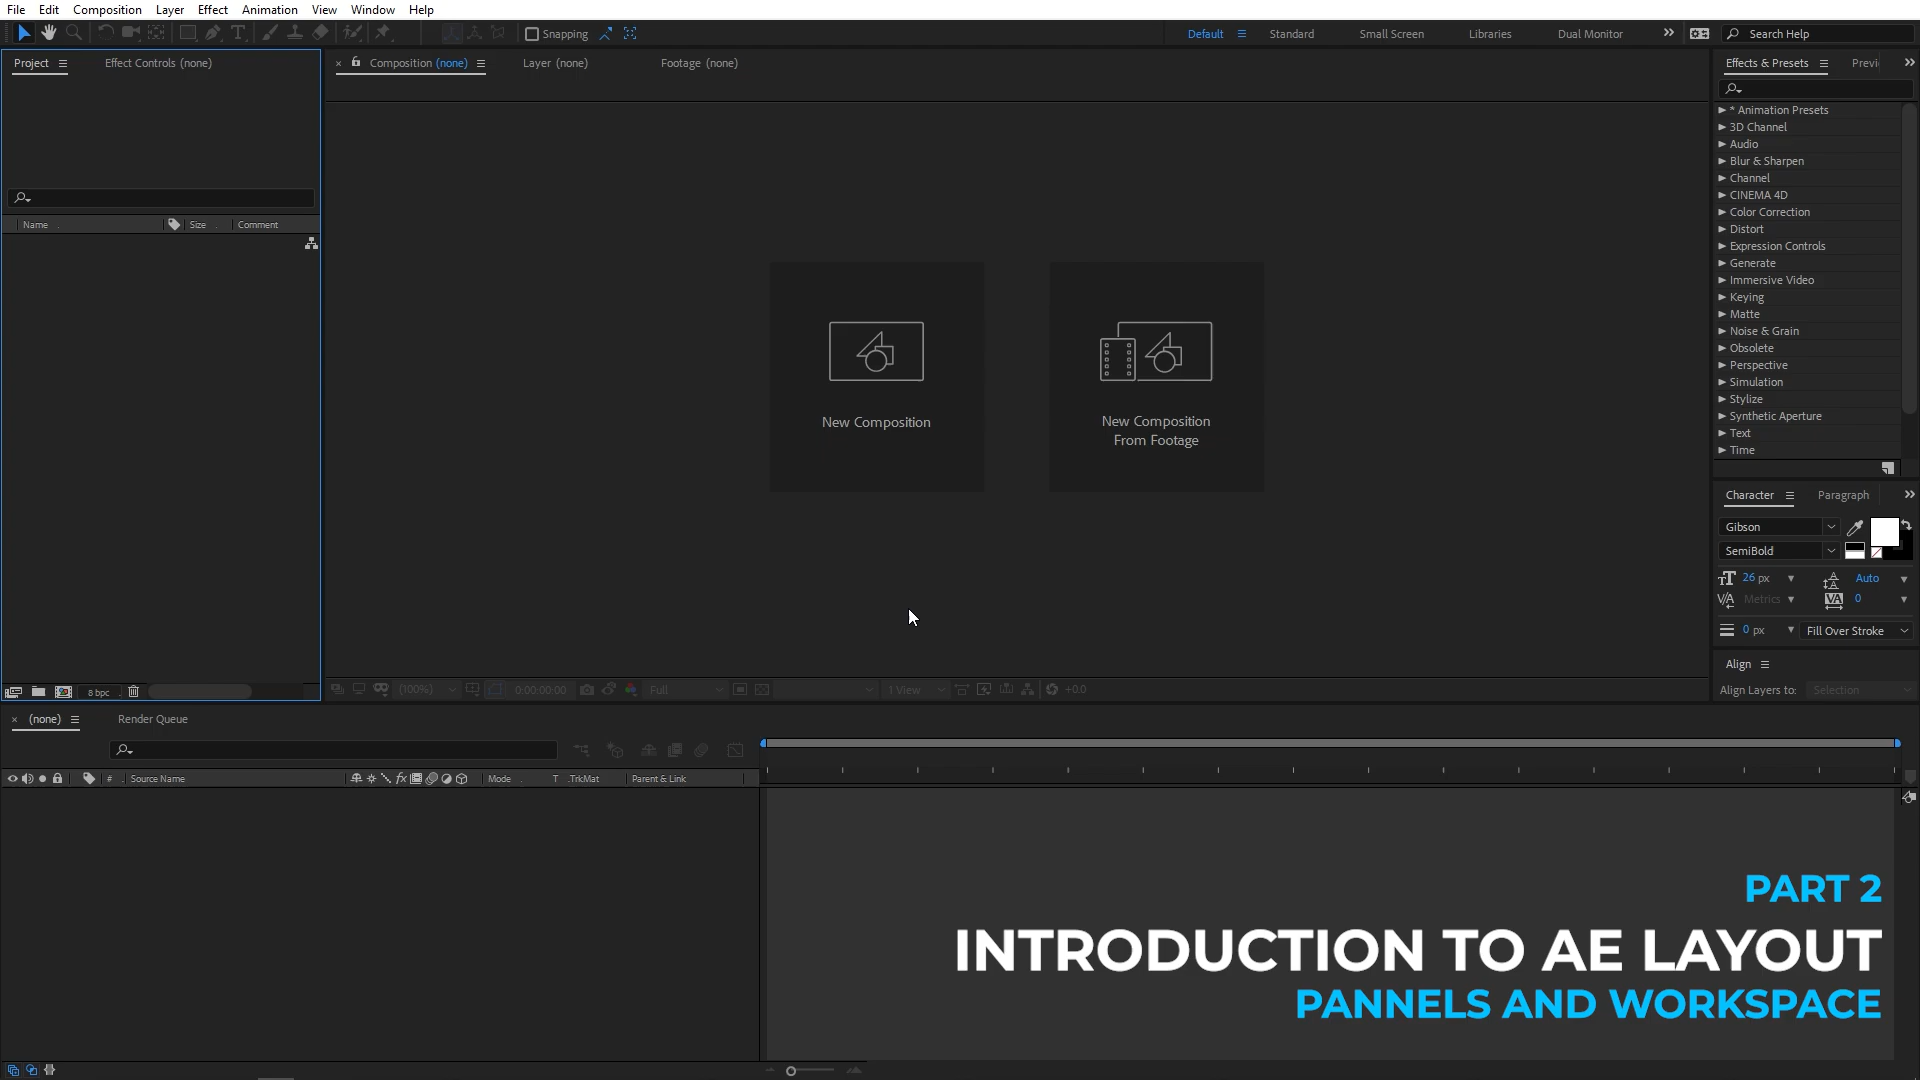 File Edit Composition Layer Effect Animation View Window Help
Snapping
Default Standard Small Screen Libraries Dual Monitor
Search Help
Project Effect Controls (none)
Composition (none) Layer (none) Footage (none)
Effects & Presets Previ
* Animation Presets
3D Channel
Audio
Blur & Sharpen
Channel
CINEMA 4D
Color Correction
Distort
Expression Controls
Generate
Immersive Video
Keying
Matte
Noise & Grain
Obsolete
Perspective
Simulation
Stylize
Synthetic Aperture
Text
Time
Name Size Comment
New Composition
New Composition
From Footage
Character Paragraph
Gibson
SemiBold
26 px Auto
Metrics 0
0 px Fill Over Stroke
Align
Align Layers to: Selection
8 bpc
(100%) 0:00:00:00 Full 1 View +0.0
(none) Render Queue
# Source Name Mode T .TrkMat Parent & Link
PART 2
INTRODUCTION TO AE LAYOUT
PANNELS AND WORKSPACE